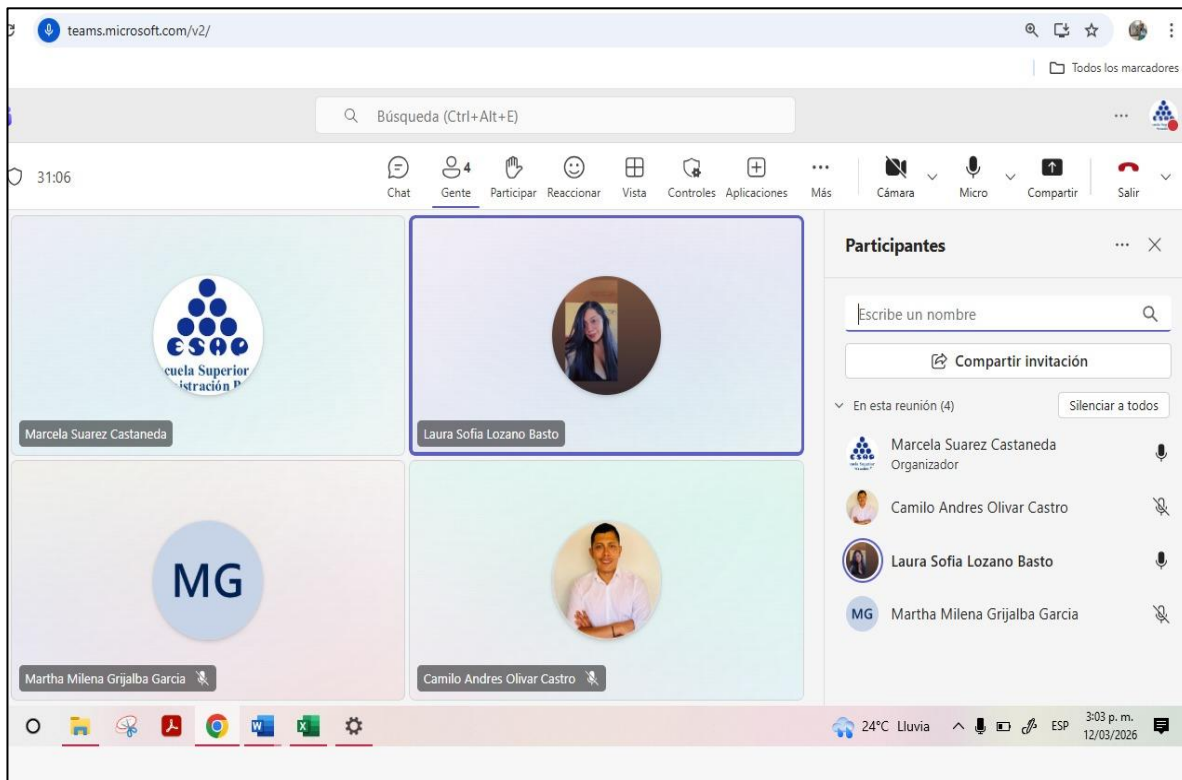 teams.microsoft.com/v2/
Todos los marcadores
Búsqueda (Ctrl+Alt+E)
31:06
4
Chat Gente Participar Reaccionar Vista Controles Aplicaciones Más Cámara Micro Compartir Salir
ESAP
cuela Superior
istración P
Marcela Suarez Castaneda
Laura Sofia Lozano Basto
MG
Martha Milena Grijalba Garcia
Camilo Andres Olivar Castro
Participantes
Escribe un nombre
Compartir invitación
En esta reunión (4) Silenciar a todos
Marcela Suarez Castaneda
Organizador
Camilo Andres Olivar Castro
Laura Sofia Lozano Basto
MG Martha Milena Grijalba Garcia
24°C Lluvia ESP 3:03 p. m.
12/03/2026